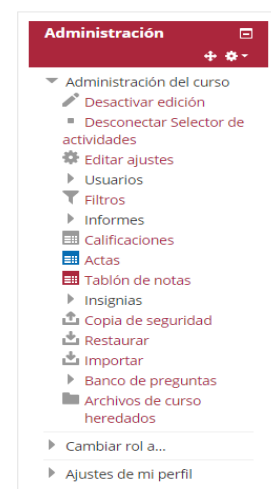 Administración
Administración del curso
Desactivar edición
Desconectar Selector de
actividades
Editar ajustes
Usuarios
Filtros
Informes
Calificaciones
Actas
Tablón de notas
Insignias
Copia de seguridad
Restaurar
Importar
Banco de preguntas
Archivos de curso
heredados
Cambiar rol a...
Ajustes de mi perfil